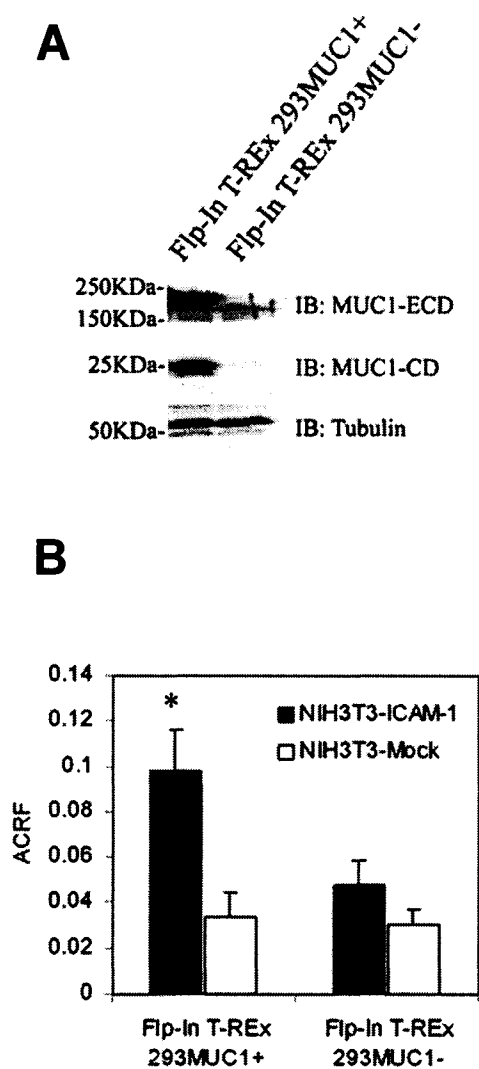 A
Flp-In T-REx 293MUC1+
Flp-In T-REx 293MUC1-
250KDa-
150KDa-
IB: MUC1-ECD
25KDa-
IB: MUC1-CD
50KDa-
IB: Tubulin
B
0.14
0.12
0.1
0.08
0.06
0.04
0.02
0
ACRF
*
NIH3T3-ICAM-1
NIH3T3-Mock
Flp-In T-REx
293MUC1+
Flp-In T-REx
293MUC1-